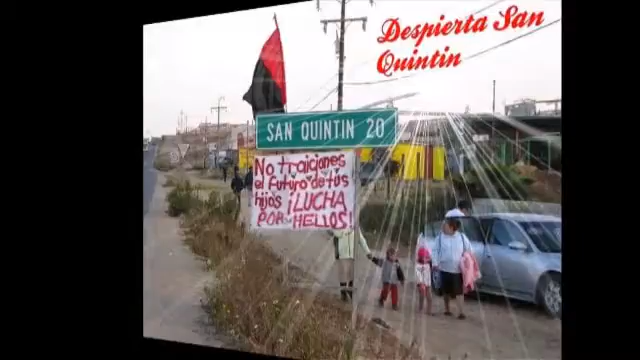 Despierta San
Quintin
SAN QUINTIN 20
No traiciones
el futuro de tus
hijos ¡LUCHA
POR HELLOS!